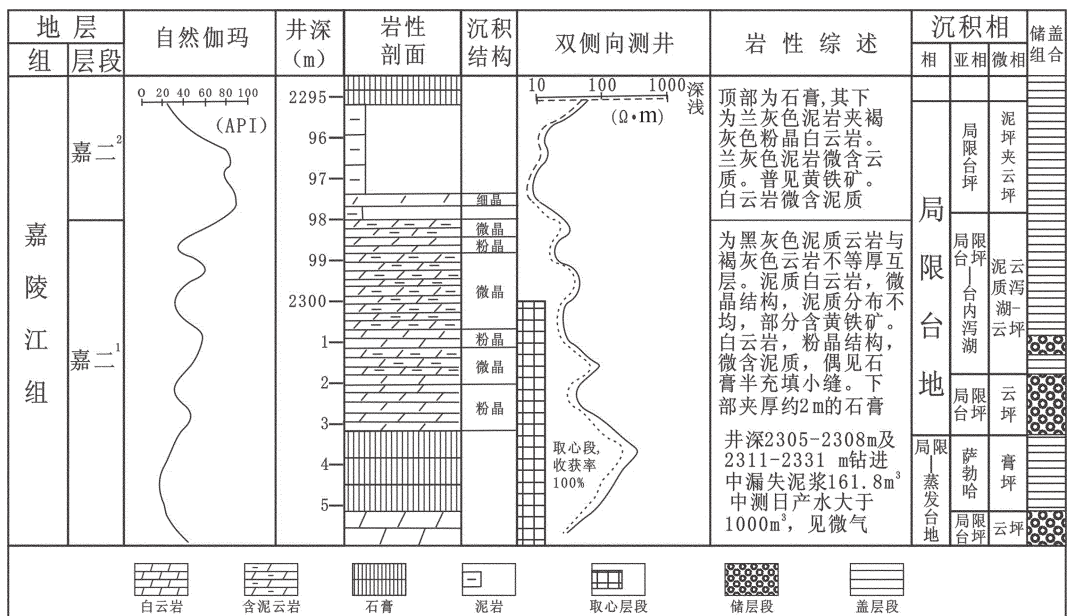 地 层
组
层段
自然伽玛
井深
(m)
岩性
剖面
沉积
结构
双侧向测井
岩 性 综 述
沉积相
相
亚相
微相
储盖
组合
0 20 40 60 80 100
(API)
10 100 1000
深
浅
(Ω·m)
嘉陵江组
嘉二²
嘉二¹
2295
96
97
98
99
2300
1
2
3
4
5
细晶
微晶
粉晶
微晶
粉晶
微晶
粉晶
取心段,
收获率
100%
顶部为石膏,其下
为兰灰色泥岩夹褐
灰色粉晶白云岩。
兰灰色泥岩微含云
质。普见黄铁矿。
白云岩微含泥质
为黑灰色泥质云岩与
褐灰色云岩不等厚互
层。泥质白云岩，微
晶结构，泥质分布不
均，部分含黄铁矿。
白云岩，粉晶结构，
微含泥质，偶见石
膏半充填小缝。下
部夹厚约2m的石膏
井深2305-2308m及
2311-2331 m钻进
中漏失泥浆161.8m³
中测日产水大于
1000m³，见微气
局限台地
局限—蒸发台地
局限台坪
局限台坪—台内泻湖
局限台坪
萨勃哈
局限台坪
泥坪夹云坪
泥云质泻湖-云坪
云坪
膏坪
云坪
白云岩
含泥云岩
石膏
泥岩
取心层段
储层段
盖层段